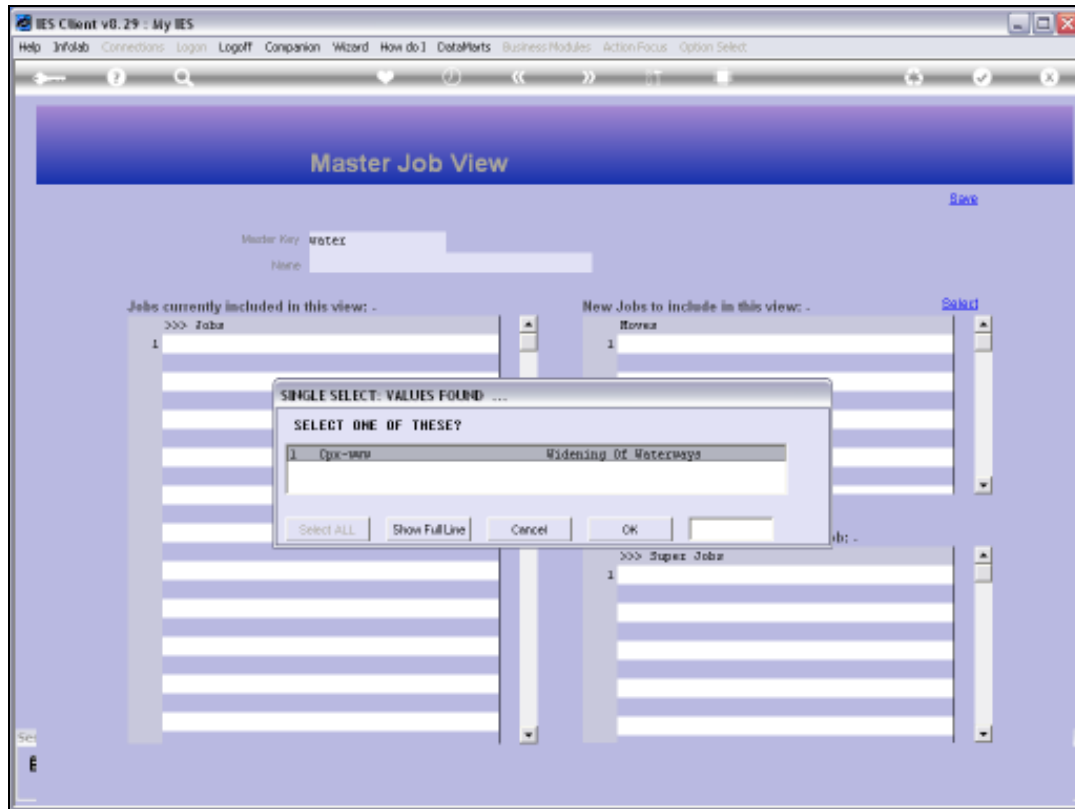 IES Client v8.29 : My IES
Help Infolab Connections Logon Logoff Companion Wizard How do I DataMarts Business Modules Action Focus Option Select
Master Job View
Save
Master Key water
Name
Jobs currently included in this view: -
New Jobs to include in this view: -
Select
>>> Jobs
Moves
1
1
SINGLE SELECT: VALUES FOUND ...
SELECT ONE OF THESE?
1 Cpx-www Widening Of Waterways
Select ALL Show Full Line Cancel OK
>>> Super Jobs
1